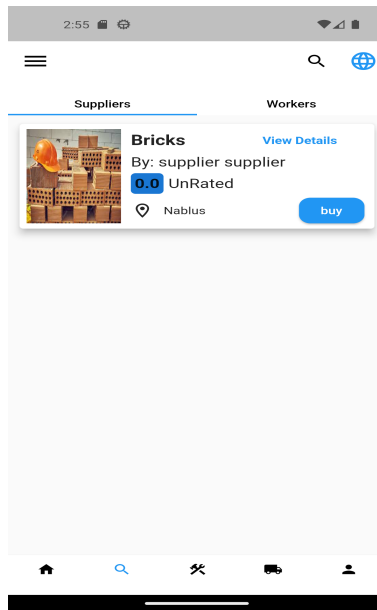 2:55
Suppliers Workers
Bricks View Details
By: supplier supplier
0.0 UnRated
Nablus buy